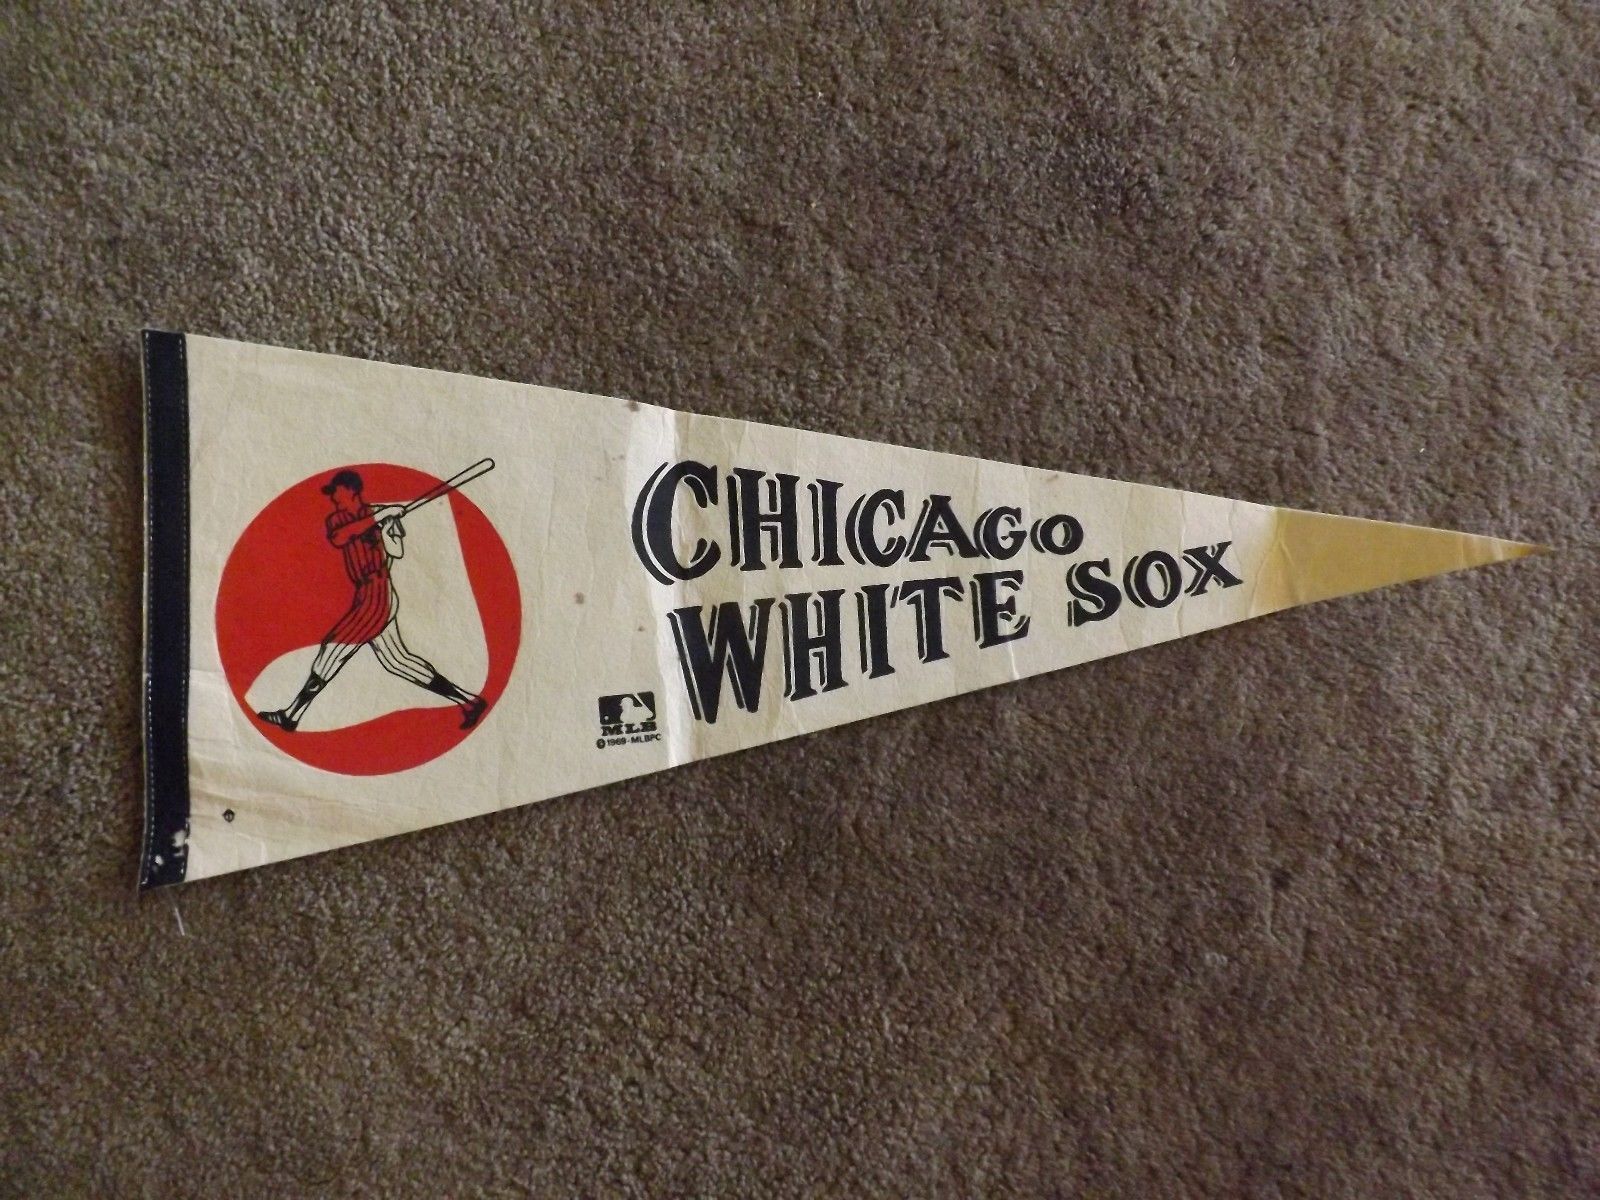 CHICAGO
WHITE SOX
MLB
©1969-MLBPC